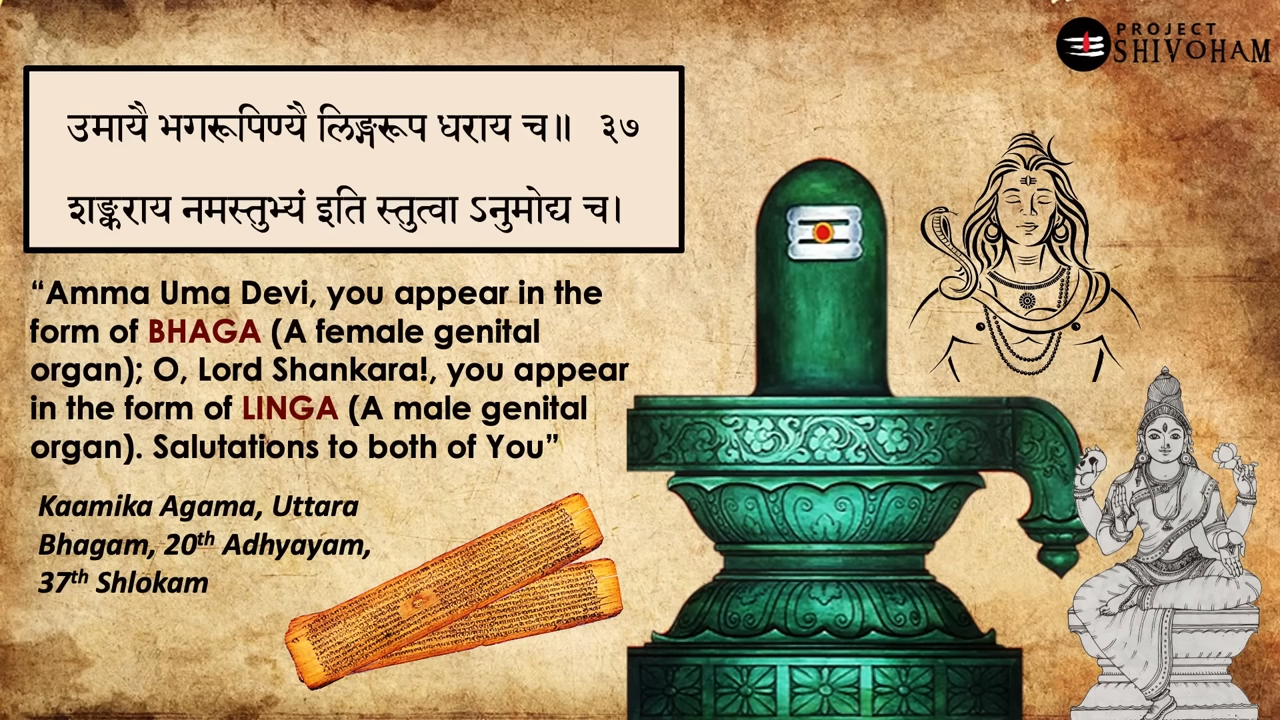 PROJECT
SHIVOHAM
उमायै भगरूपिण्यै लिङ्गरूप धराय च॥ ३७
शङ्कराय नमस्तुभ्यं इति स्तुत्वा ऽनुमोद्य च।
“Amma Uma Devi, you appear in the
form of BHAGA (A female genital
organ); O, Lord Shankara!, you appear
in the form of LINGA (A male genital
organ). Salutations to both of You”
Kaamika Agama, Uttara
Bhagam, 20th Adhyayam,
37th Shlokam